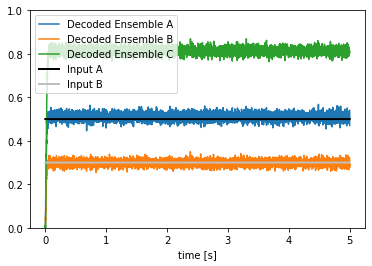 1.0
0.8
0.6
0.4
0.2
0.0
Decoded Ensemble A
Decoded Ensemble B
Decoded Ensemble C
Input A
Input B
0 1 2 3 4 5
time [s]